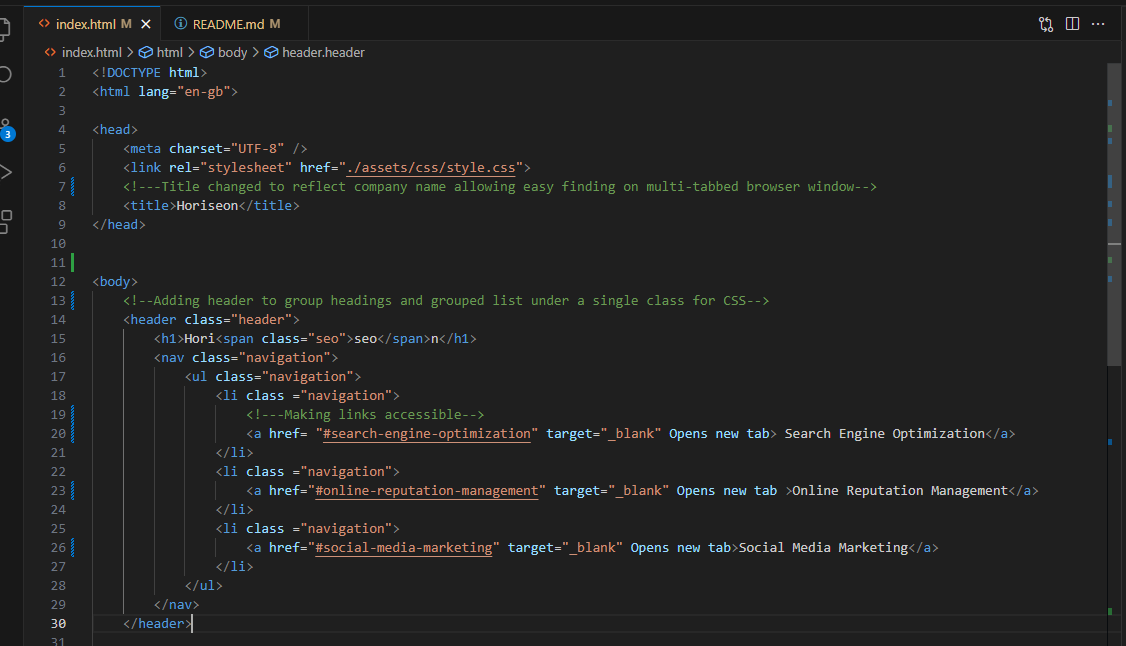 index.html M
README.md M
index.html > html > body > header.header
1 <!DOCTYPE html>
2 <html lang="en-gb">
3
4 <head>
5 <meta charset="UTF-8" />
6 <link rel="stylesheet" href="./assets/css/style.css">
7 <!---Title changed to reflect company name allowing easy finding on multi-tabbed browser window-->
8 <title>Horiseon</title>
9 </head>
10
11
12 <body>
13 <!--Adding header to group headings and grouped list under a single class for CSS-->
14 <header class="header">
15 <h1>Hori<span class="seo">seo</span>n</h1>
16 <nav class="navigation">
17 <ul class="navigation">
18 <li class ="navigation">
19 <!---Making links accessible-->
20 <a href= "#search-engine-optimization" target="_blank" Opens new tab> Search Engine Optimization</a>
21 </li>
22 <li class ="navigation">
23 <a href="#online-reputation-management" target="_blank" Opens new tab >Online Reputation Management</a>
24 </li>
25 <li class ="navigation">
26 <a href="#social-media-marketing" target="_blank" Opens new tab>Social Media Marketing</a>
27 </li>
28 </ul>
29 </nav>
30 </header>
31
3